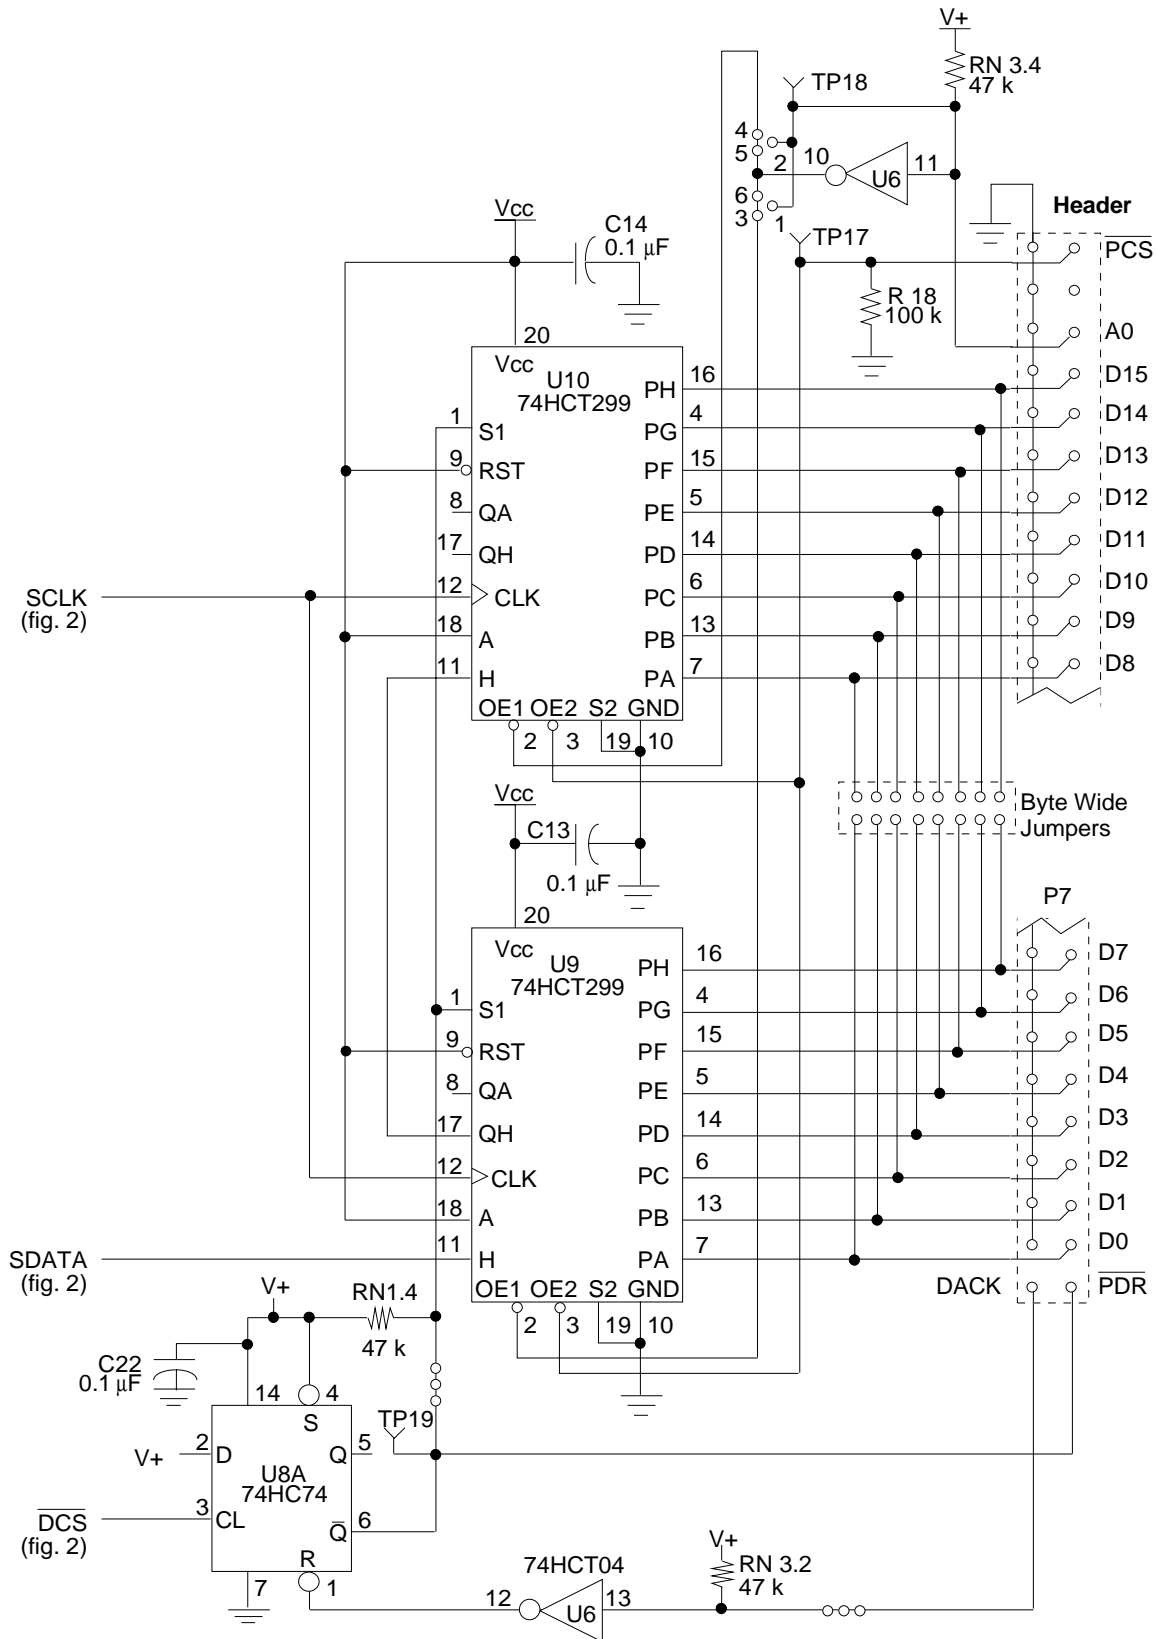 V+
RN 3.4
47 k
TP18
4
5
2
10
U6
11
6
3
1
TP17
Header
Vcc
C14
0.1 µF
R 18
100 k
PCS
A0
D15
D14
D13
D12
D11
D10
D9
D8
20
Vcc
U10
74HCT299
1
S1
9
RST
8
QA
17
QH
12
CLK
18
A
11
H
PH
16
PG
4
PF
15
PE
5
PD
14
PC
6
PB
13
PA
7
OE1
OE2
S2
GND
2
3
19
10
SCLK
(fig. 2)
Vcc
C13
0.1 µF
Byte Wide
Jumpers
P7
20
Vcc
U9
74HCT299
1
S1
9
RST
8
QA
17
QH
12
CLK
18
A
11
H
PH
16
PG
4
PF
15
PE
5
PD
14
PC
6
PB
13
PA
7
OE1
OE2
S2
GND
2
3
19
10
D7
D6
D5
D4
D3
D2
D1
D0
DACK
PDR
SDATA
(fig. 2)
V+
RN1.4
47 k
C22
0.1 µF
14
4
S
TP19
V+
2
D
Q
5
U8A
74HC74
DCS
(fig. 2)
3
CL
Q
6
R
7
1
74HCT04
12
U6
13
V+
RN 3.2
47 k